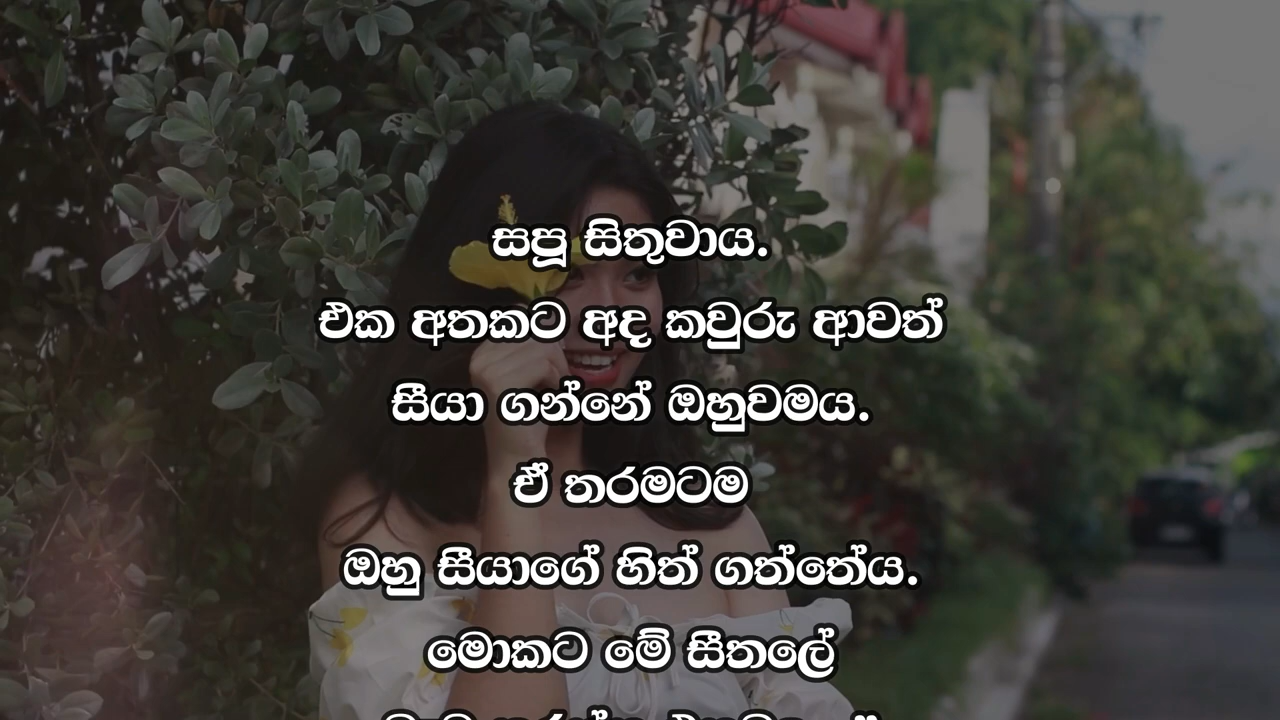 සපූ සිතුවාය.
එක අතකට අද කවුරු ආවත්
සීයා ගන්නේ ඔහුවමය.
ඒ තරමටම
ඔහු සීයාගේ හිත් ගත්තේය.
මොකට මේ සීතලේ